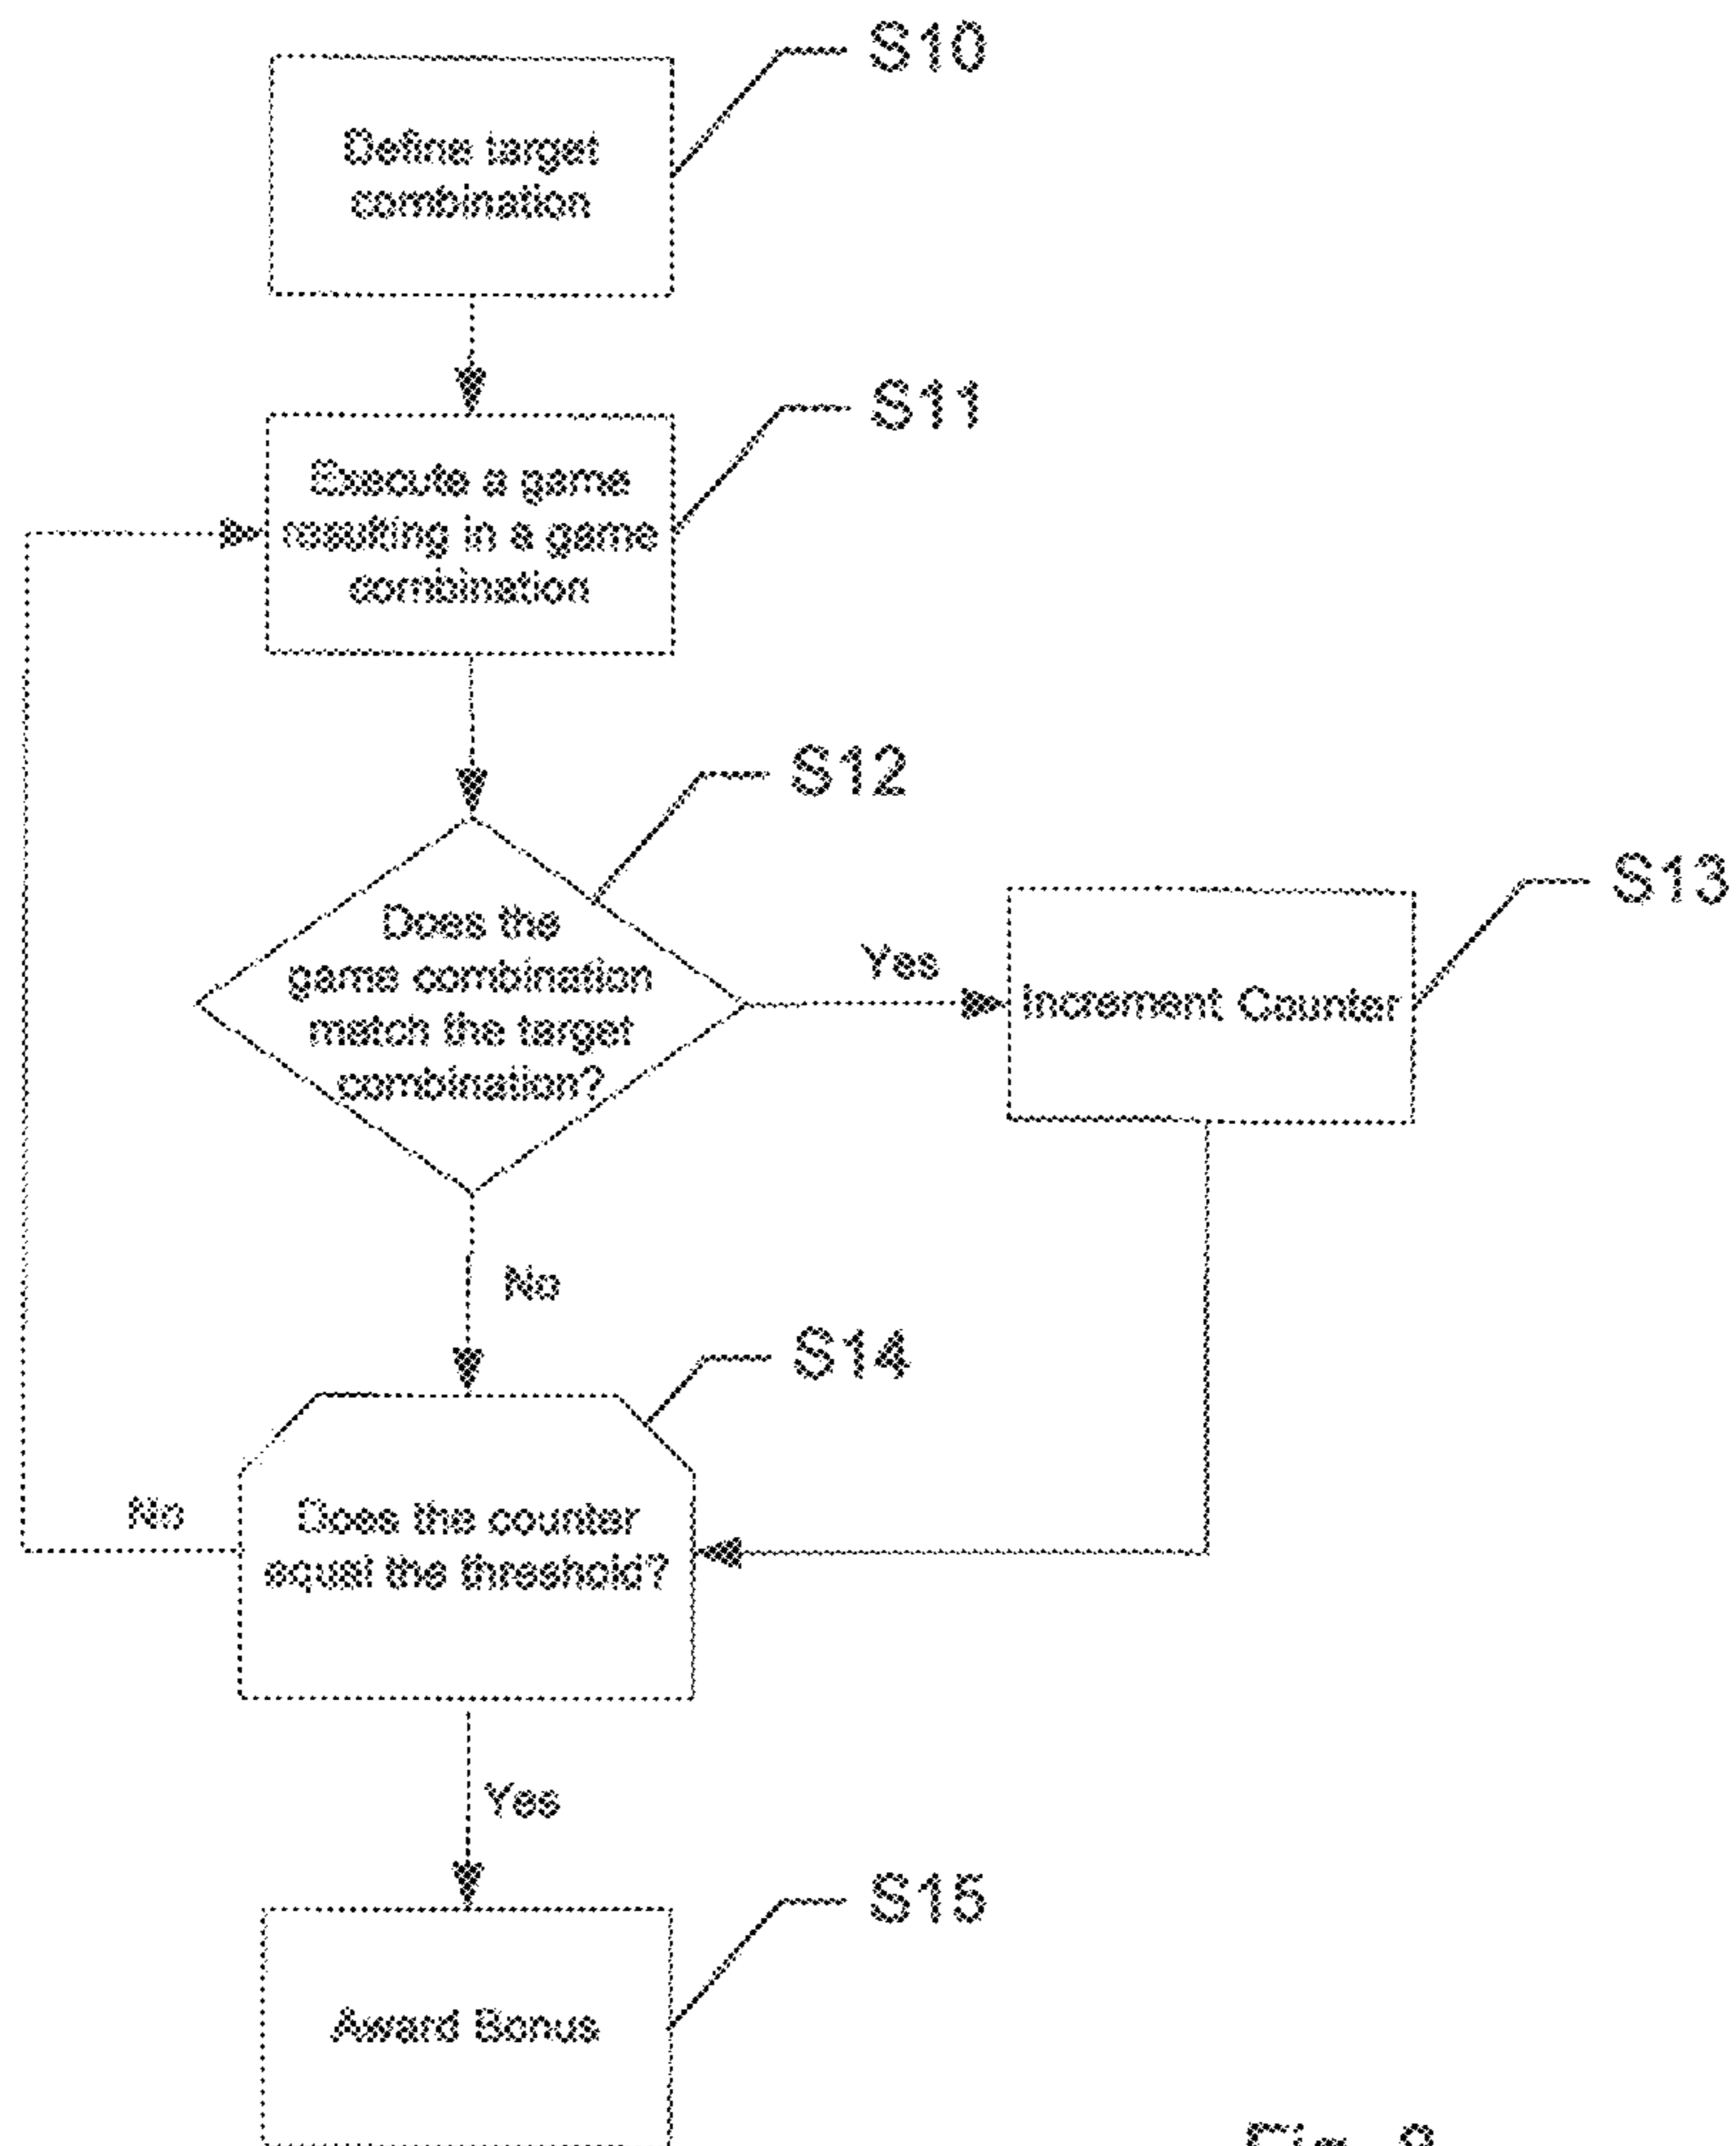 S10
Define target
combination
S11
Execute a game
resulting in a game
combination
S12
Does the
game combination
match the target
combination?
Yes
S13
Increment Counter
No
S14
No
Does the counter
equal the threshold?
Yes
S15
Award Bonus
Fig.